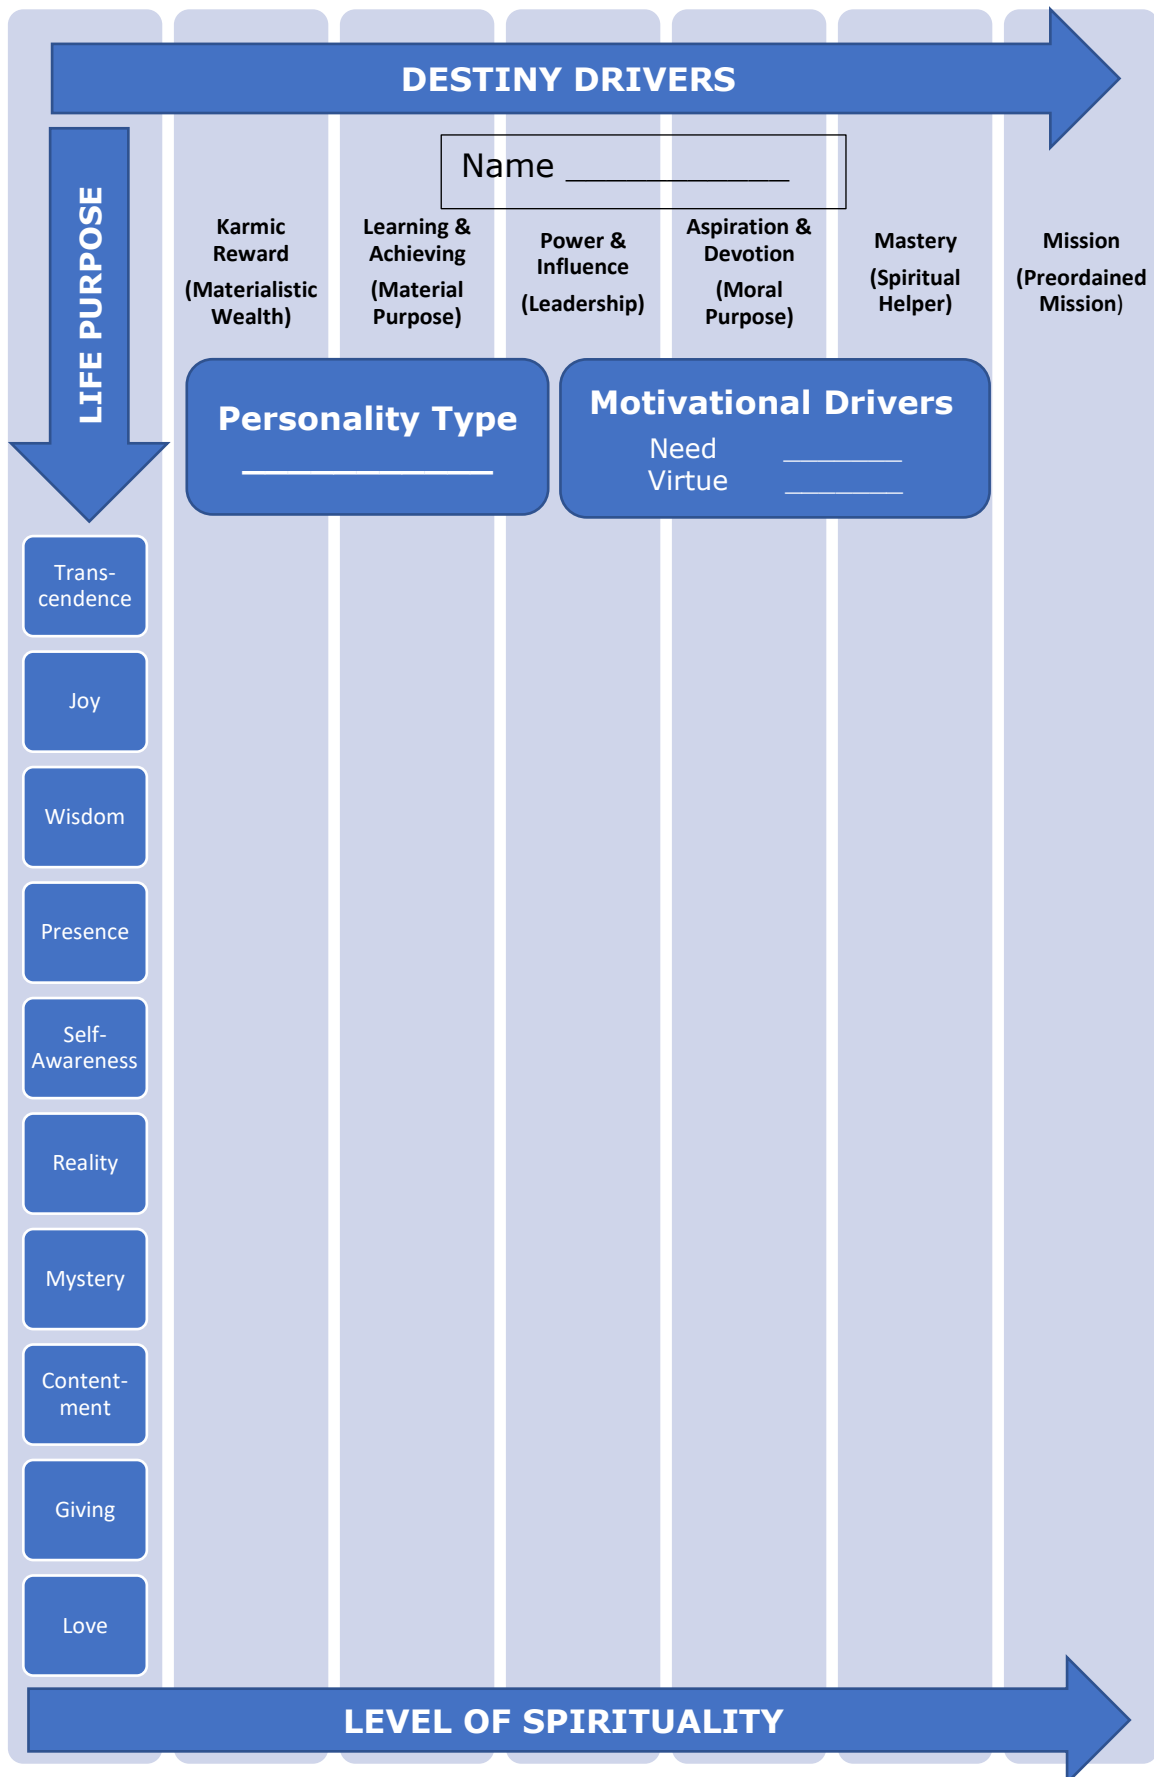 DESTINY DRIVERS
Name ______________
LIFE PURPOSE
Karmic
Reward
(Materialistic
Wealth)
Learning &
Achieving
(Material
Purpose)
Power &
Influence
(Leadership)
Aspiration &
Devotion
(Moral
Purpose)
Mastery
(Spiritual
Helper)
Mission
(Preordained
Mission)
Personality Type
______________
Motivational Drivers
Need ________
Virtue ________
Trans-
cendence
Joy
Wisdom
Presence
Self-
Awareness
Reality
Mystery
Content-
ment
Giving
Love
LEVEL OF SPIRITUALITY